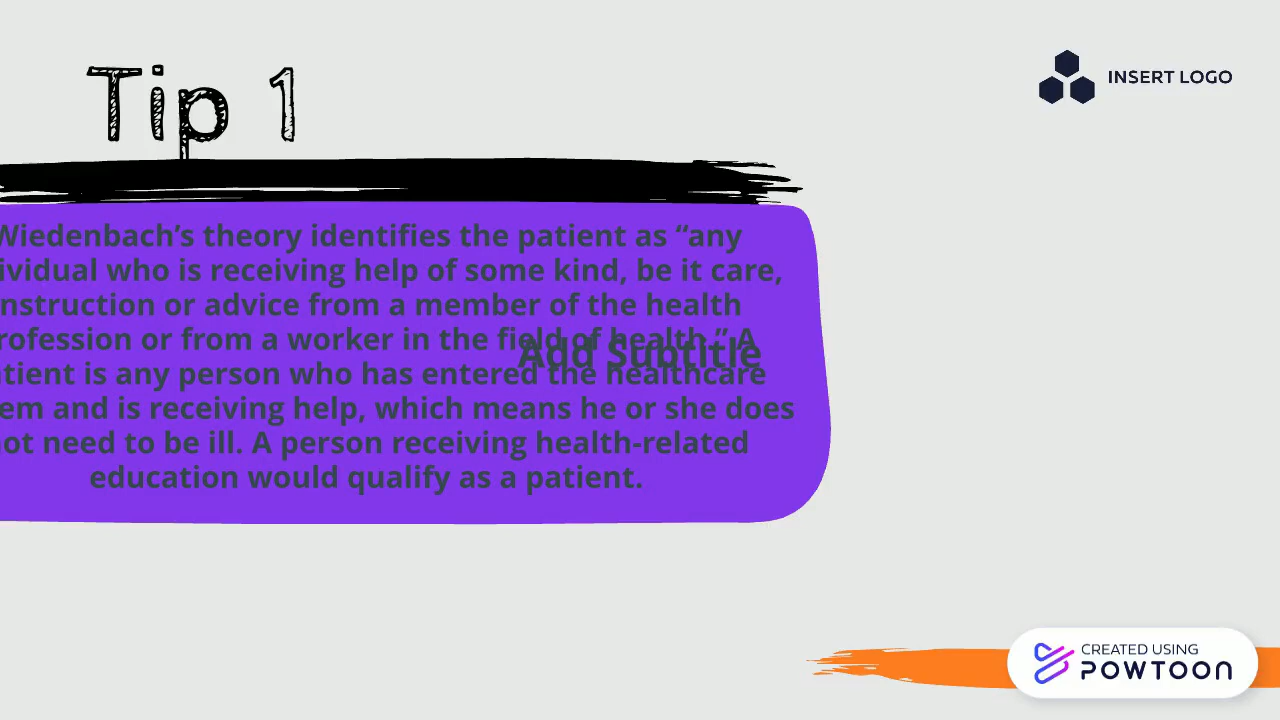 Tip 1
INSERT LOGO
Wiedenbach’s theory identifies the patient as “any
ividual who is receiving help of some kind, be it care,
nstruction or advice from a member of the health
rofession or from a worker in the field of health.” A
Add Subtitle
tient is any person who has entered the healthcare
em and is receiving help, which means he or she does
ot need to be ill. A person receiving health-related
education would qualify as a patient.
CREATED USING
POWTOON